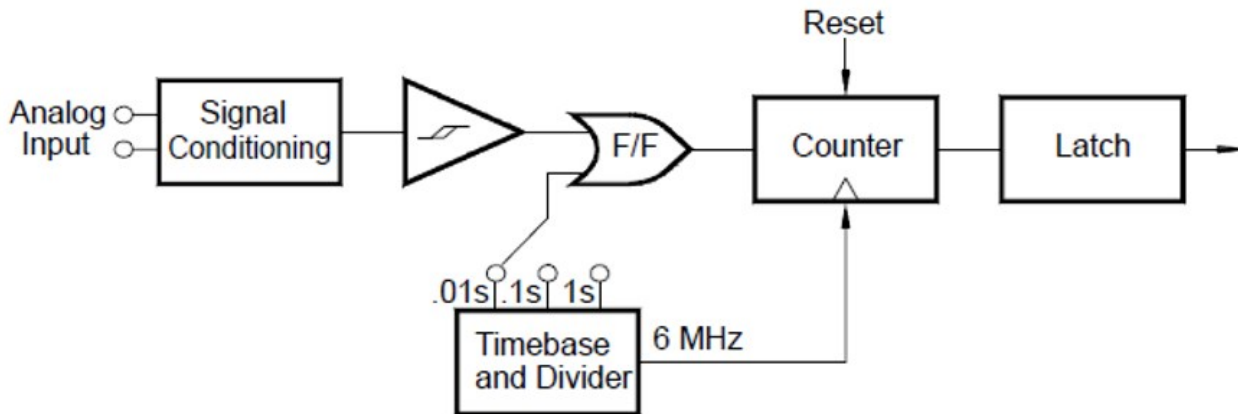 Reset
Analog
Input
Signal
Conditioning
F/F
Counter
Latch
.01s .1s 1s
Timebase
and Divider
6 MHz